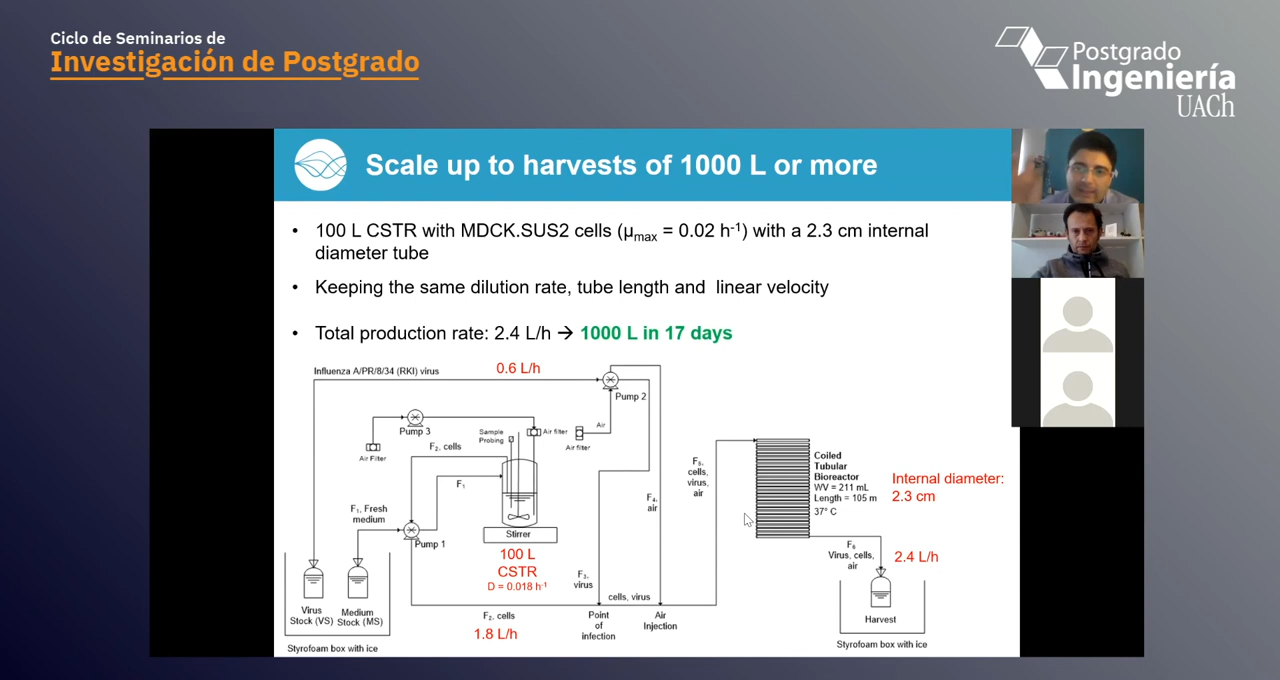 Ciclo de Seminarios de
Investigación de Postgrado
Postgrado
Ingeniería
UACh
Scale up to harvests of 1000 L or more
• 100 L CSTR with MDCK.SUS2 cells (μmax = 0.02 h-1) with a 2.3 cm internal
diameter tube
• Keeping the same dilution rate, tube length and linear velocity
• Total production rate: 2.4 L/h → 1000 L in 17 days
Influenza A/PR/8/34 (RKI) virus
0.6 L/h
Pump 2
Pump 3
Air Filter
F2, cells
Sample
Probing
Air filter
Air
Air filter
F1
F1, Fresh
medium
Pump 1
Stirrer
100 L
CSTR
D = 0.018 h-1
F3,
virus
F4,
air
F5,
cells,
virus,
air
Coiled
Tubular
Bioreactor
WV = 211 mL
Length = 105 m
37° C
Internal diameter:
2.3 cm
F6
Virus, cells,
air
2.4 L/h
Harvest
Styrofoam box with ice
cells, virus
Virus
Stock (VS)
Medium
Stock (MS)
Styrofoam box with ice
F2, cells
1.8 L/h
Point
of
infection
Air
Injection